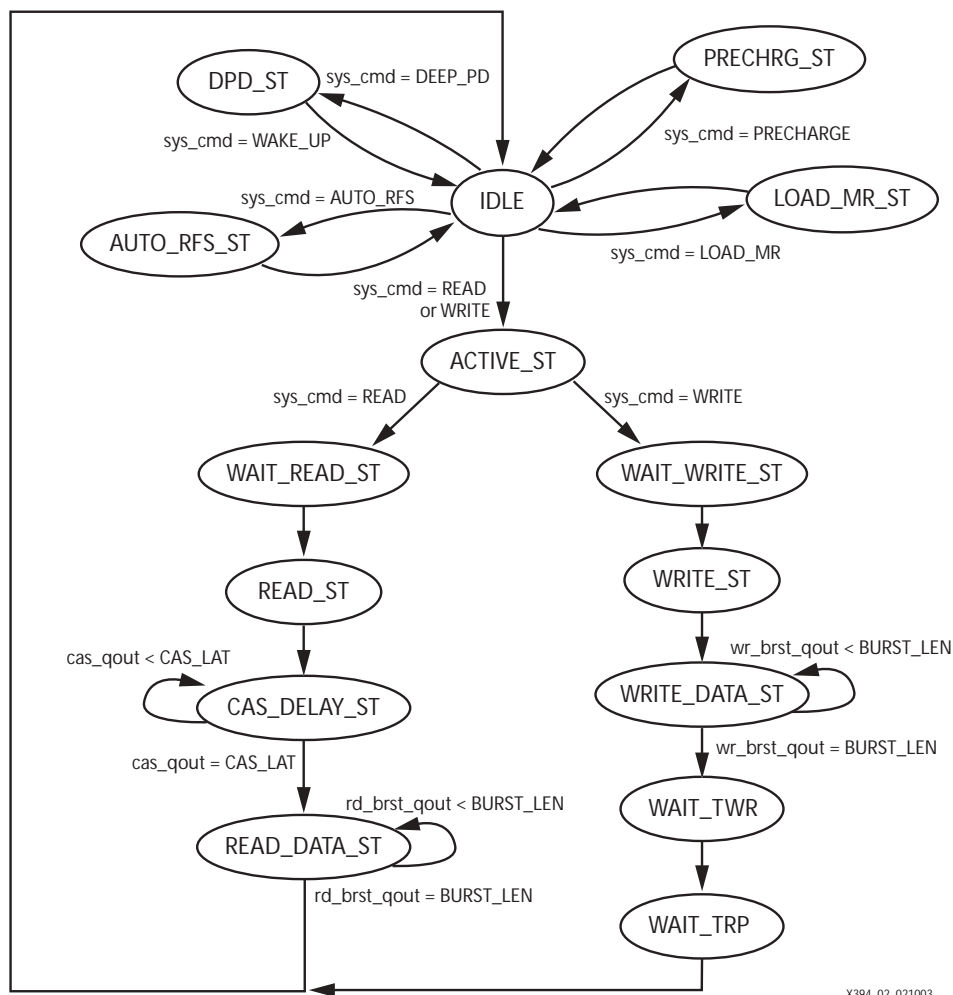 PRECHRG_ST
DPD_ST
sys_cmd = DEEP_PD
sys_cmd = PRECHARGE
sys_cmd = WAKE_UP
IDLE
LOAD_MR_ST
sys_cmd = AUTO_RFS
AUTO_RFS_ST
sys_cmd = LOAD_MR
sys_cmd = READ
or WRITE
ACTIVE_ST
sys_cmd = READ
sys_cmd = WRITE
WAIT_READ_ST
WAIT_WRITE_ST
READ_ST
WRITE_ST
cas_qout < CAS_LAT
wr_brst_qout < BURST_LEN
CAS_DELAY_ST
WRITE_DATA_ST
cas_qout = CAS_LAT
wr_brst_qout = BURST_LEN
rd_brst_qout < BURST_LEN
WAIT_TWR
READ_DATA_ST
rd_brst_qout = BURST_LEN
WAIT_TRP
X394_02_021003